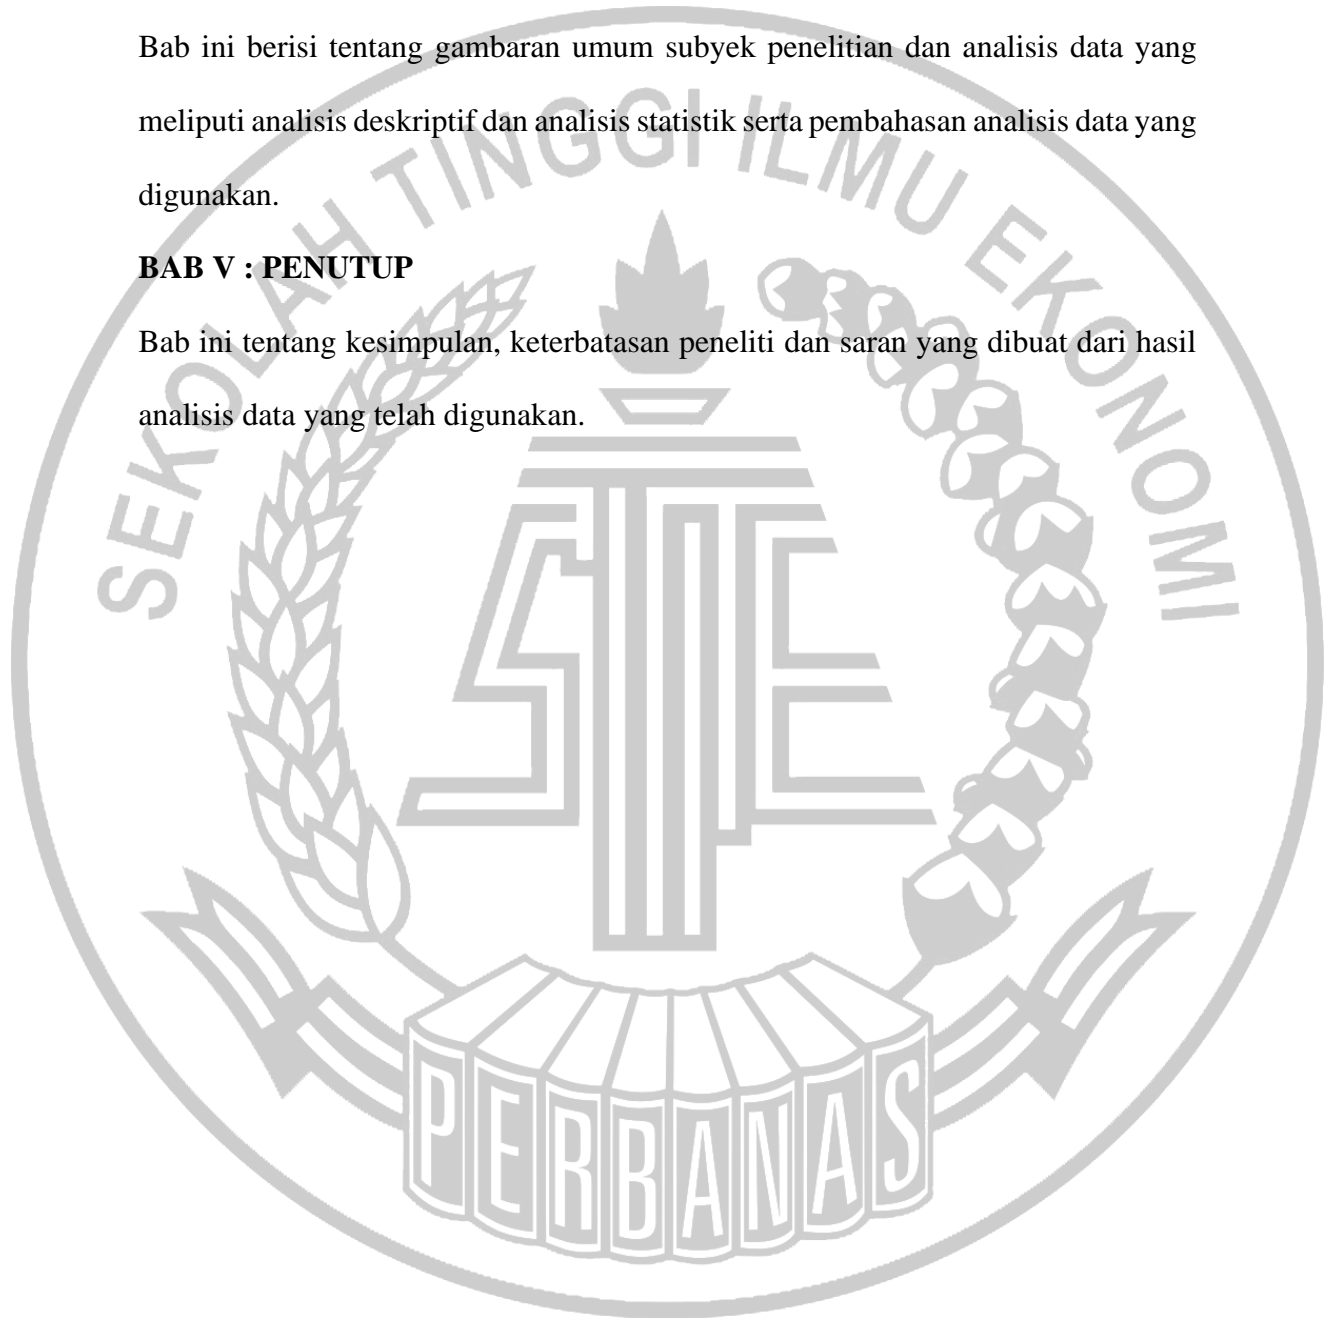 Bab ini berisi tentang gambaran umum subyek penelitian dan analisis data yang
meliputi analisis deskriptif dan analisis statistik serta pembahasan analisis data yang
digunakan.
BAB V : PENUTUP
Bab ini tentang kesimpulan, keterbatasan peneliti dan saran yang dibuat dari hasil
analisis data yang telah digunakan.
SEKOLAH TINGGI ILMU EKONOMI
STIE
PERBANAS